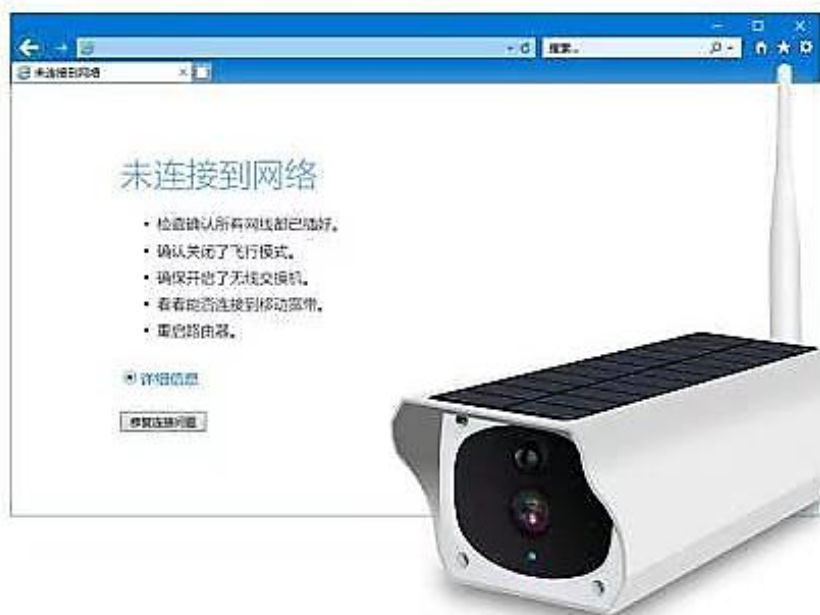 搜索...
未连接到网络
未连接到网络
• 检查确认所有网线都已插好。
• 确认关闭了飞行模式。
• 确保开启了无线交换机。
• 看看能否连接到移动宽带。
• 重启路由器。
详细信息
修复连接问题